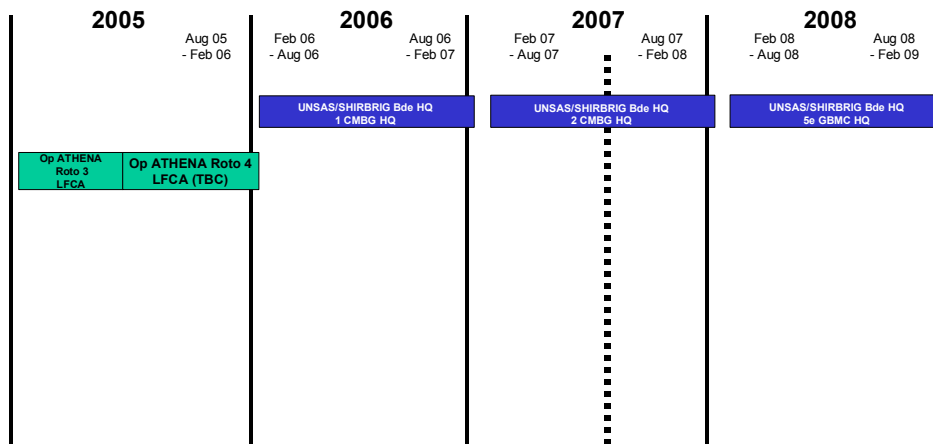 2005
2006
2007
2008
Aug 05
- Feb 06
Feb 06
- Aug 06
Aug 06
- Feb 07
Feb 07
- Aug 07
Aug 07
- Feb 08
Feb 08
- Aug 08
Aug 08
- Feb 09
UNSAS/SHIRBRIG Bde HQ
1 CMBG HQ
UNSAS/SHIRBRIG Bde HQ
2 CMBG HQ
UNSAS/SHIRBRIG Bde HQ
5e GBMC HQ
Op ATHENA
Roto 3
LFCA
Op ATHENA Roto 4
LFCA (TBC)